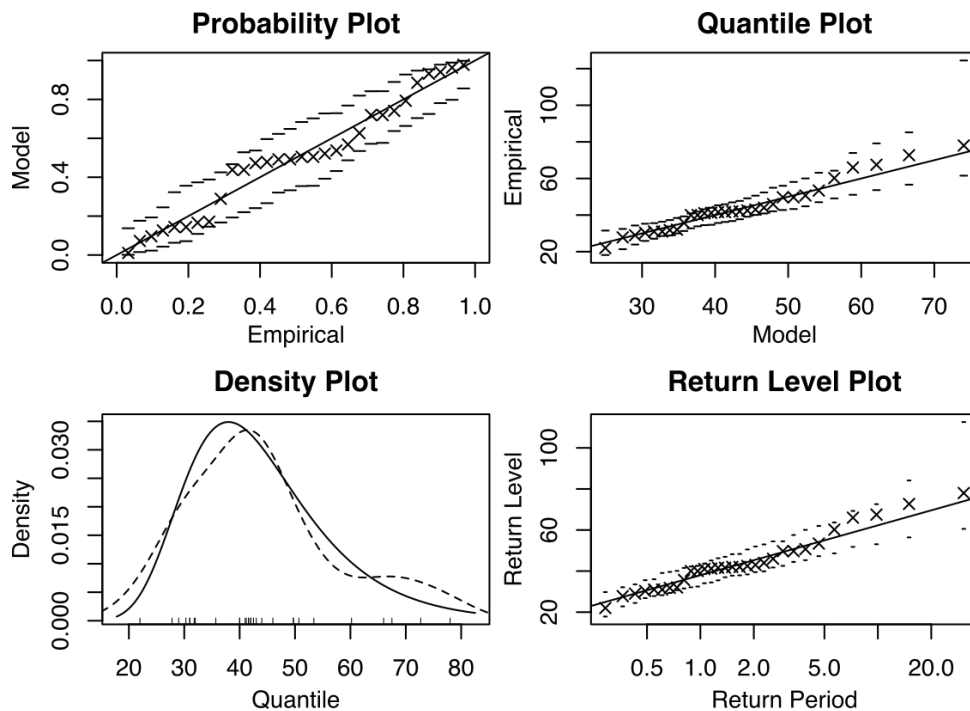 Probability Plot
Model
0.0
0.4
0.8
0.0 0.2 0.4 0.6 0.8 1.0
Empirical
Quantile Plot
Empirical
20
60
100
30 40 50 60 70
Model
Density Plot
Density
0.000
0.015
0.030
20 30 40 50 60 70 80
Quantile
Return Level Plot
Return Level
20
60
100
0.5 1.0 2.0 5.0 20.0
Return Period